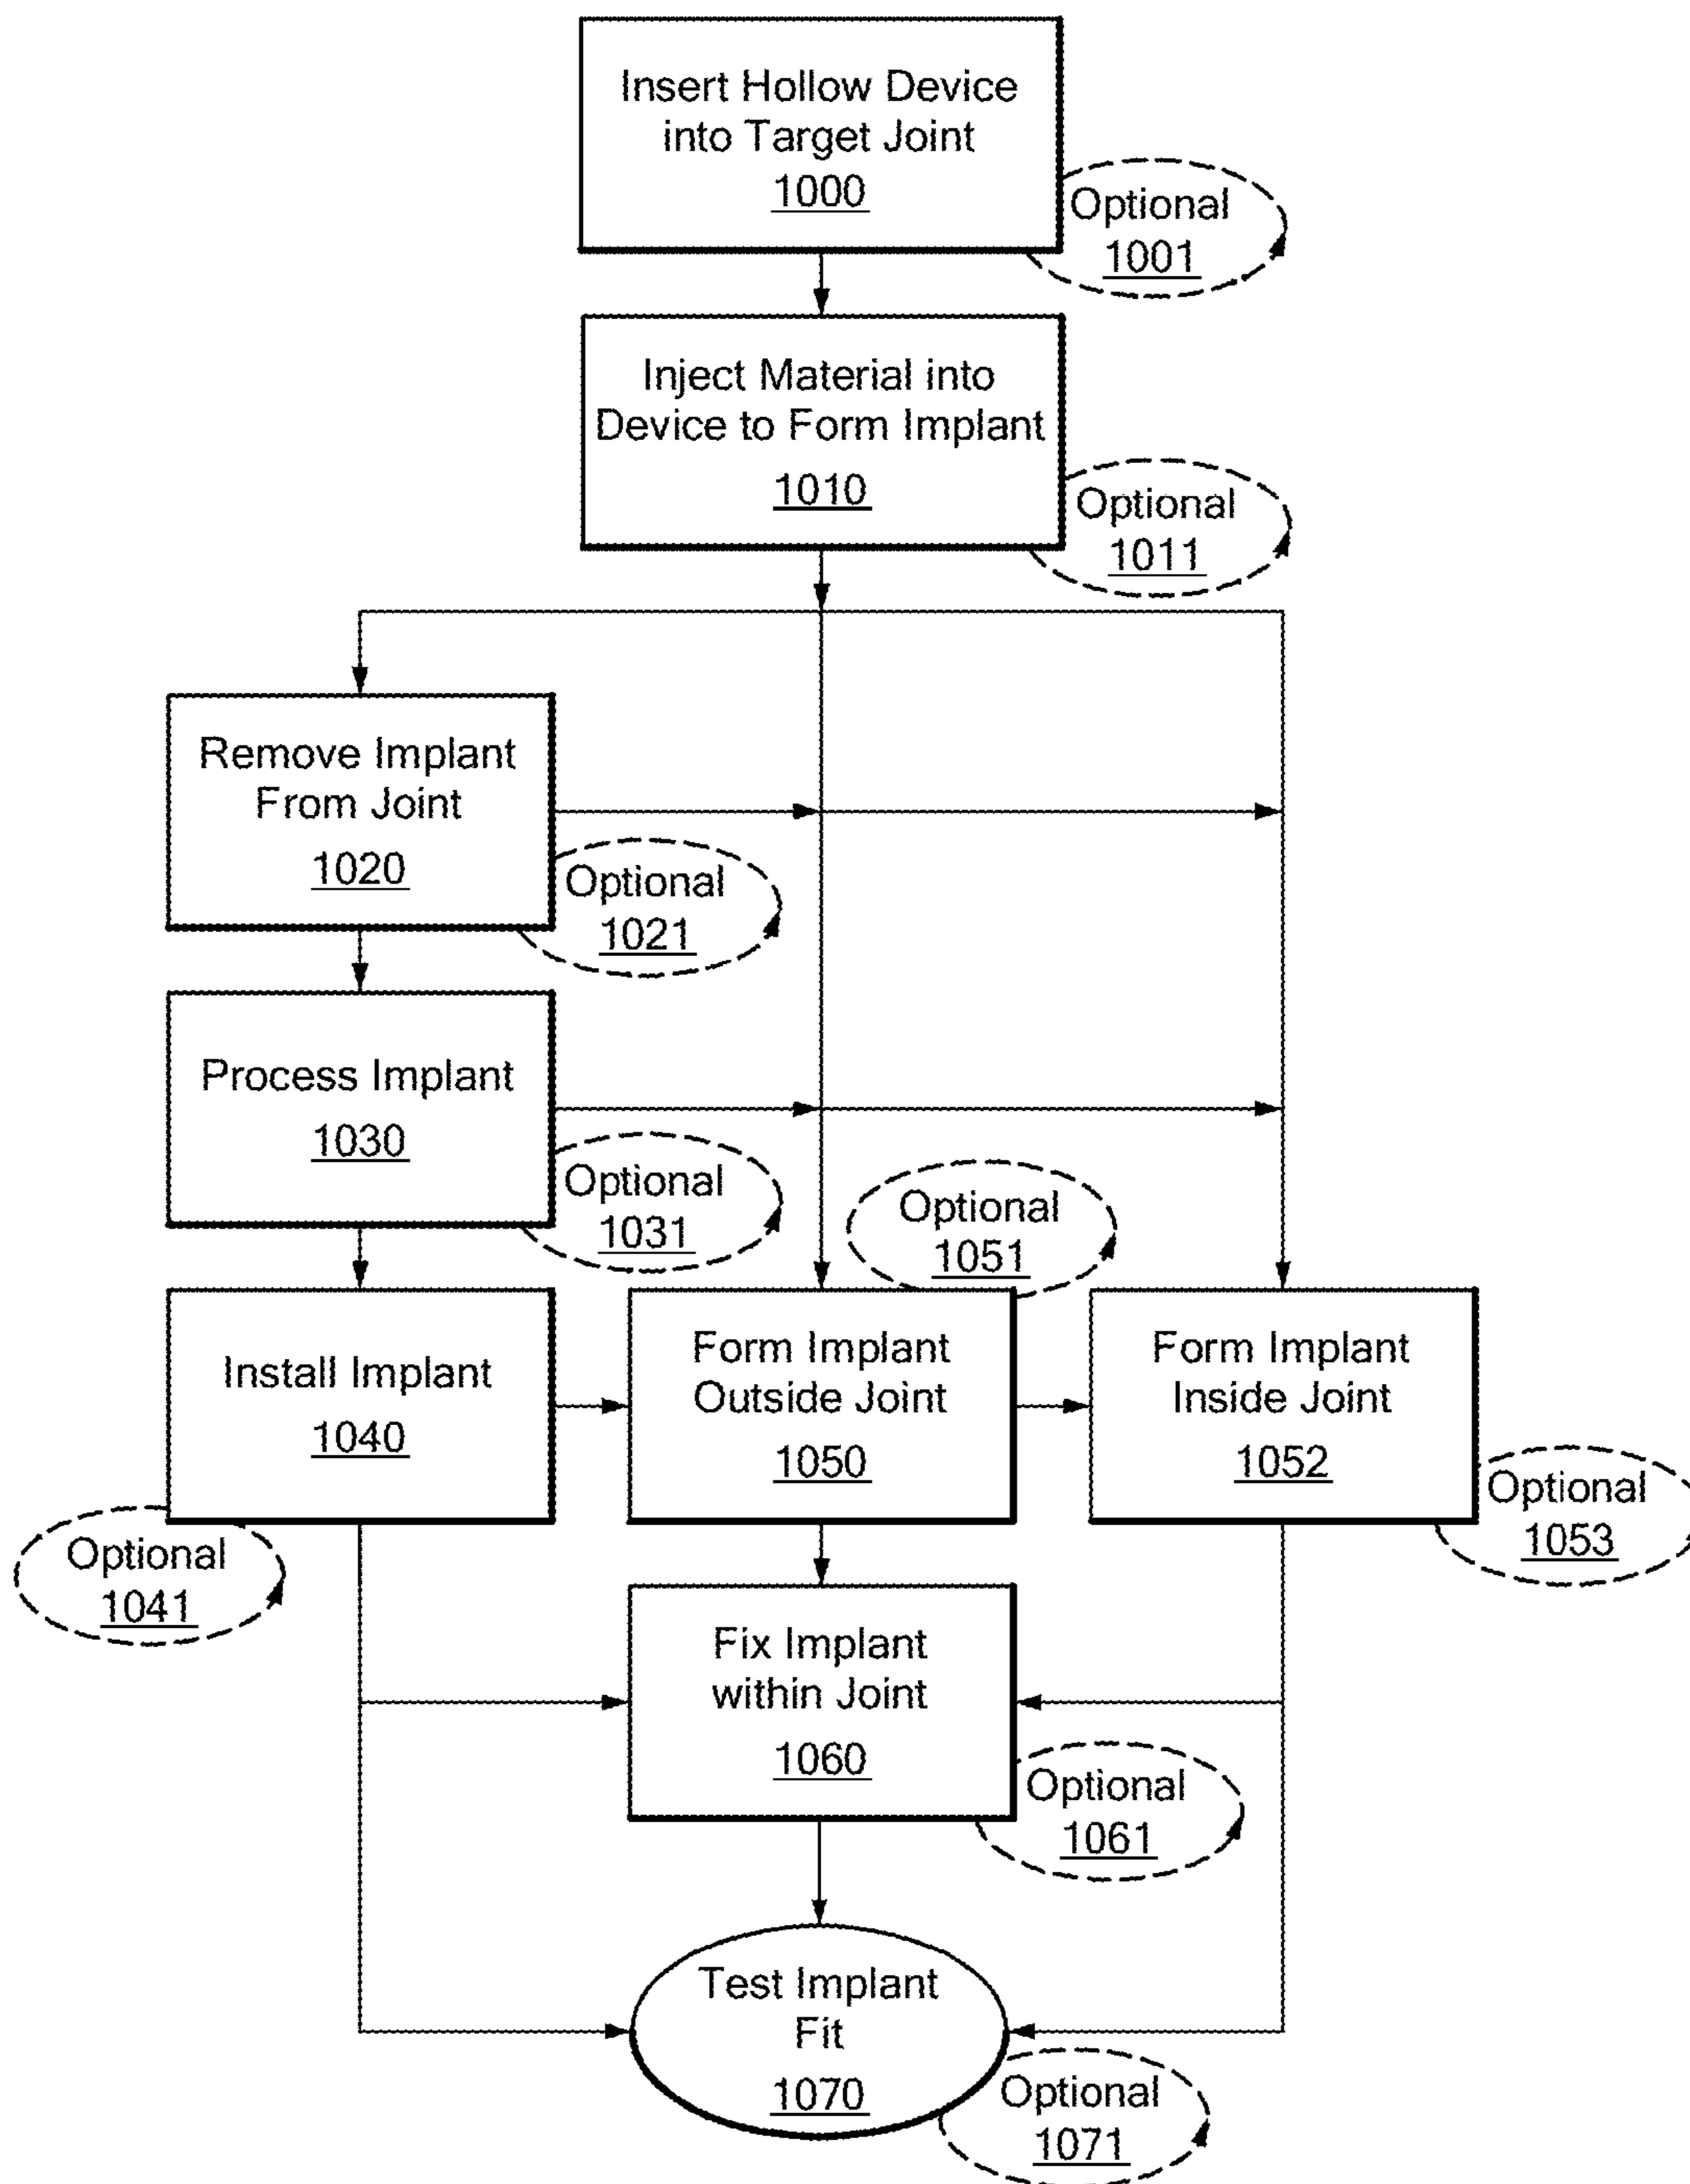 Insert Hollow Device
into Target Joint
1000
Optional
1001
Inject Material into
Device to Form Implant
1010
Optional
1011
Remove Implant
From Joint
1020
Optional
1021
Process Implant
1030
Optional
1031
Optional
1051
Install Implant
1040
Optional
1041
Form Implant
Outside Joint
1050
Form Implant
Inside Joint
1052
Optional
1053
Fix Implant
within Joint
1060
Optional
1061
Test Implant
Fit
1070
Optional
1071